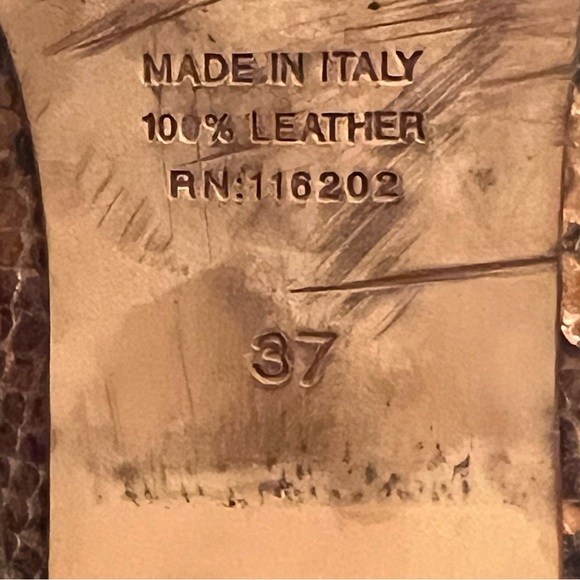 MADE IN ITALY
100% LEATHER
RN:116202
37